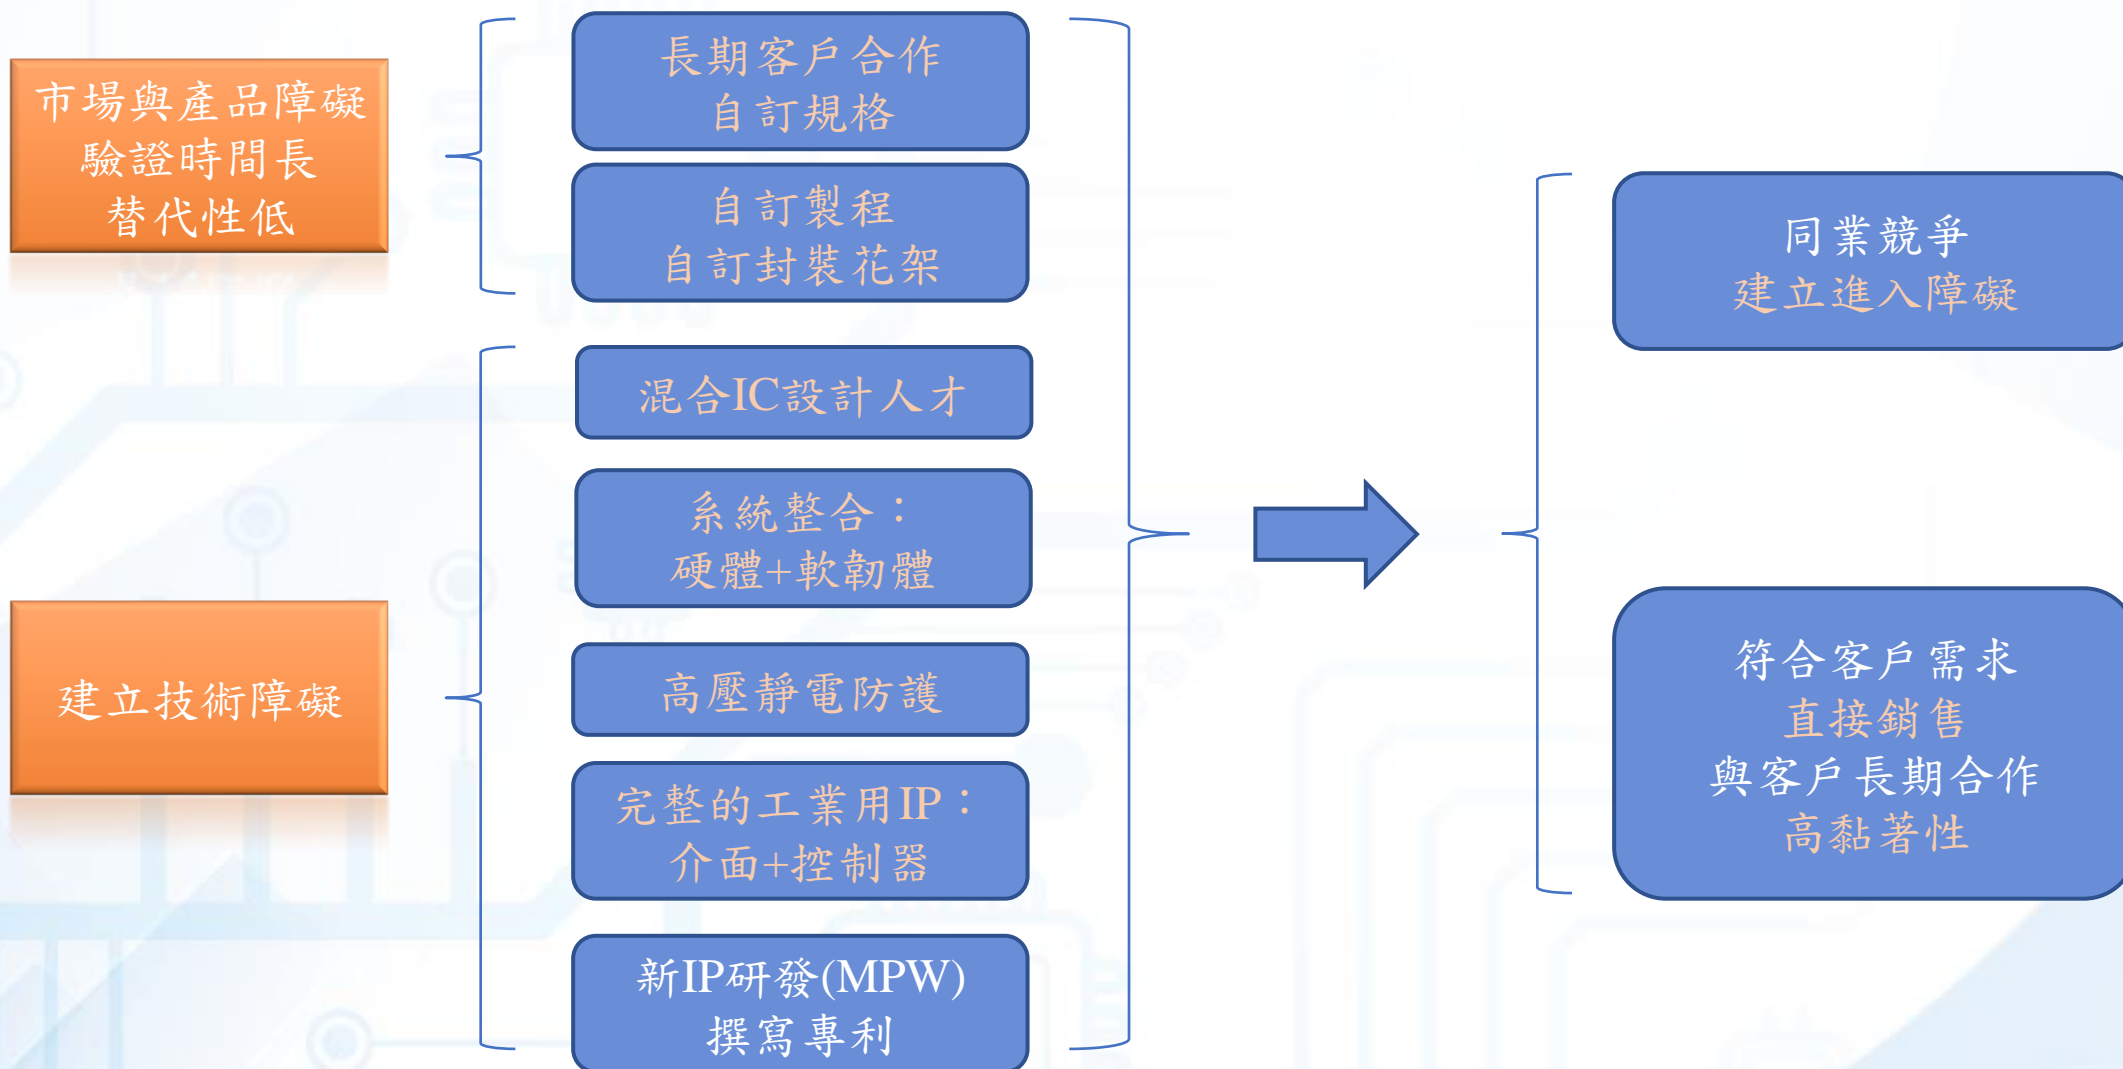 市場與產品障礙
驗證時間長
替代性低
長期客戶合作
自訂規格
自訂製程
自訂封裝花架
建立技術障礙
混合IC設計人才
系統整合：
硬體+軟韌體
高壓靜電防護
完整的工業用IP：
介面+控制器
新IP研發(MPW)
撰寫專利
同業競爭
建立進入障礙
符合客戶需求
直接銷售
與客戶長期合作
高黏著性